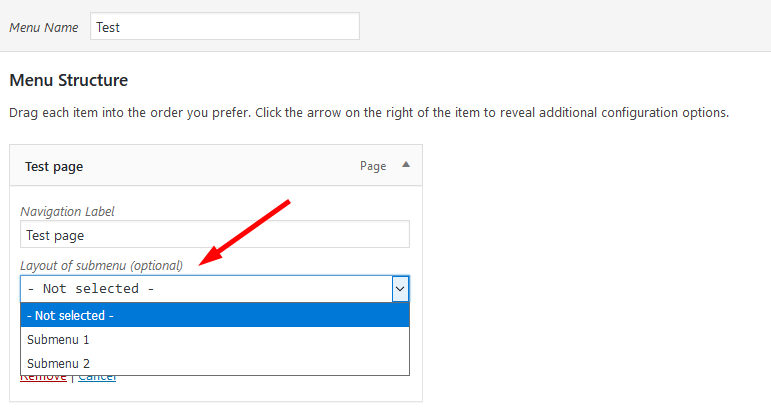 Menu Name Test
Menu Structure
Drag each item into the order you prefer. Click the arrow on the right of the item to reveal additional configuration options.
Test page Page
Navigation Label
Test page
Layout of submenu (optional)
- Not selected -
- Not selected -
Submenu 1
Submenu 2
Remove | Cancel